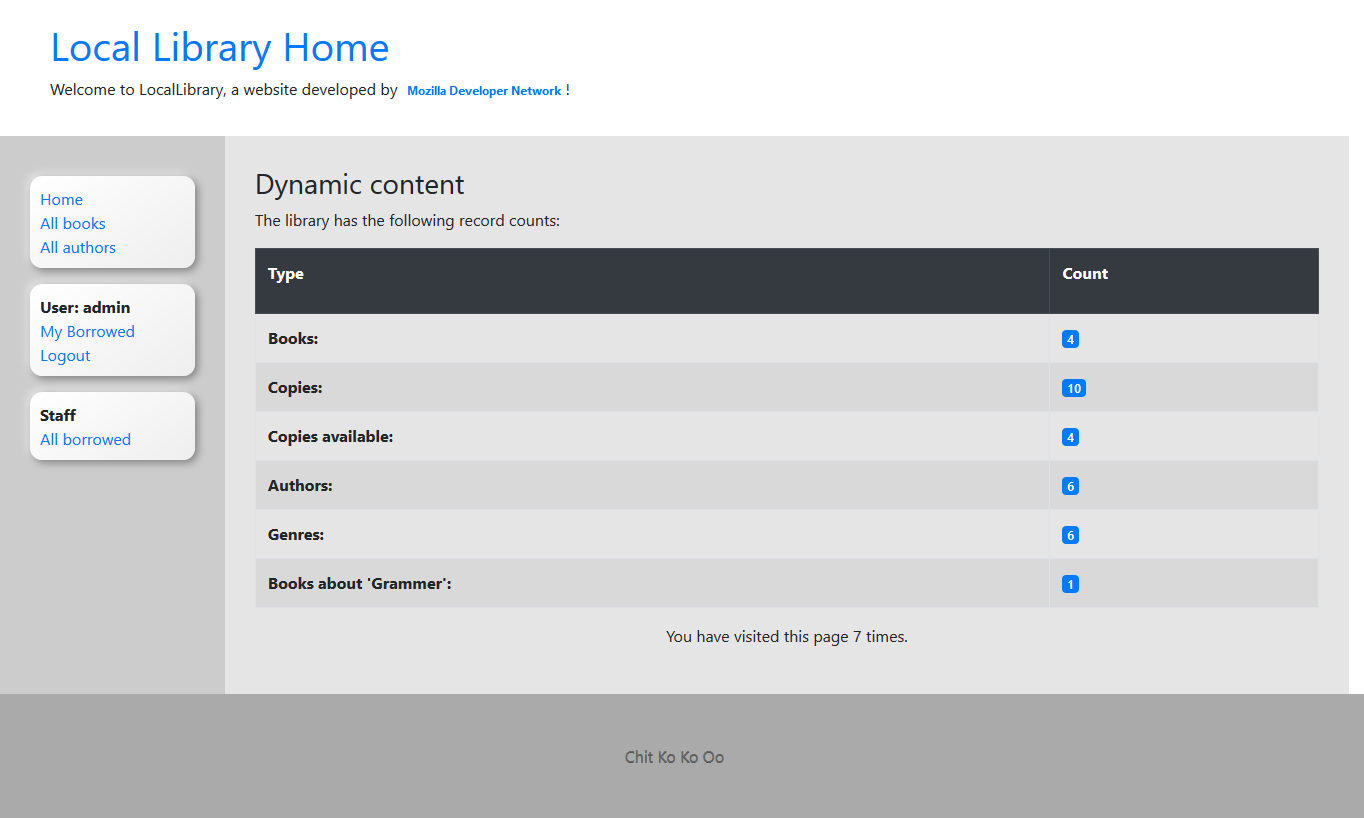 Local Library Home
Welcome to LocalLibrary, a website developed by Mozilla Developer Network !
Home
All books
All authors
User: admin
My Borrowed
Logout
Staff
All borrowed
Dynamic content
The library has the following record counts:
Type Count
Books: 4
Copies: 10
Copies available: 4
Authors: 6
Genres: 6
Books about 'Grammer': 1
You have visited this page 7 times.
Chit Ko Ko Oo